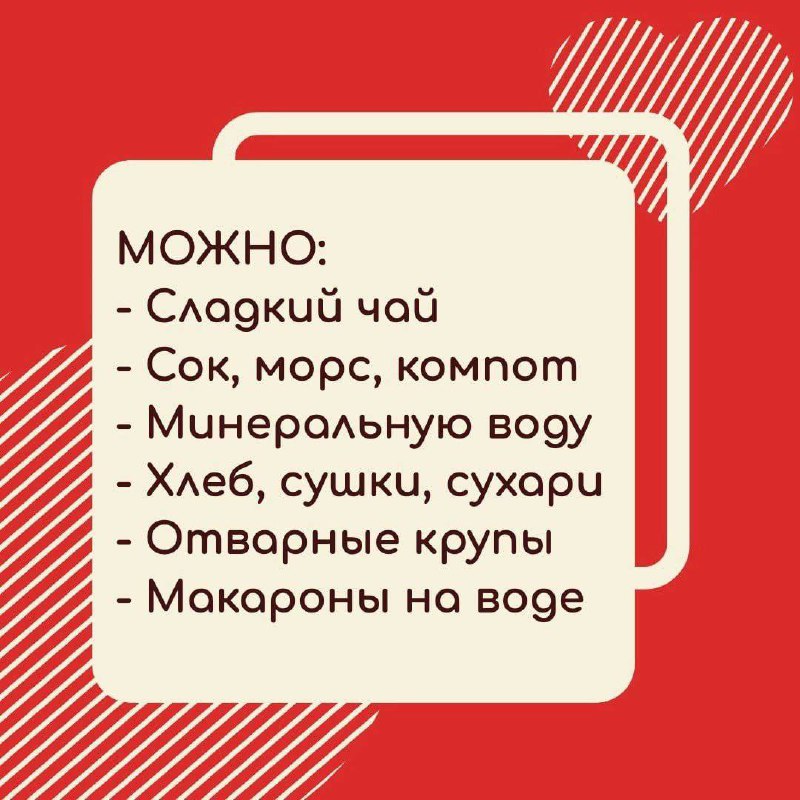 МОЖНО:
- Сладкий чай
- Сок, морс, компот
- Минеральную воду
- Хлеб, сушки, сухари
- Отварные крупы
- Макароны на воде